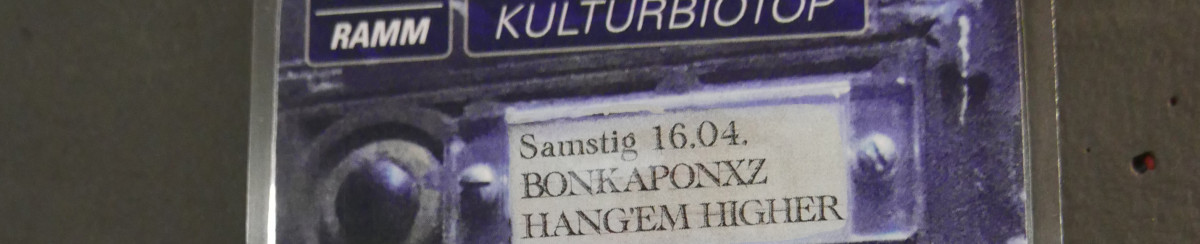 RAMM
KULTURBIOTOP
Samstig 16.04.
BONKAPONXZ
HANG'EM HIGHER